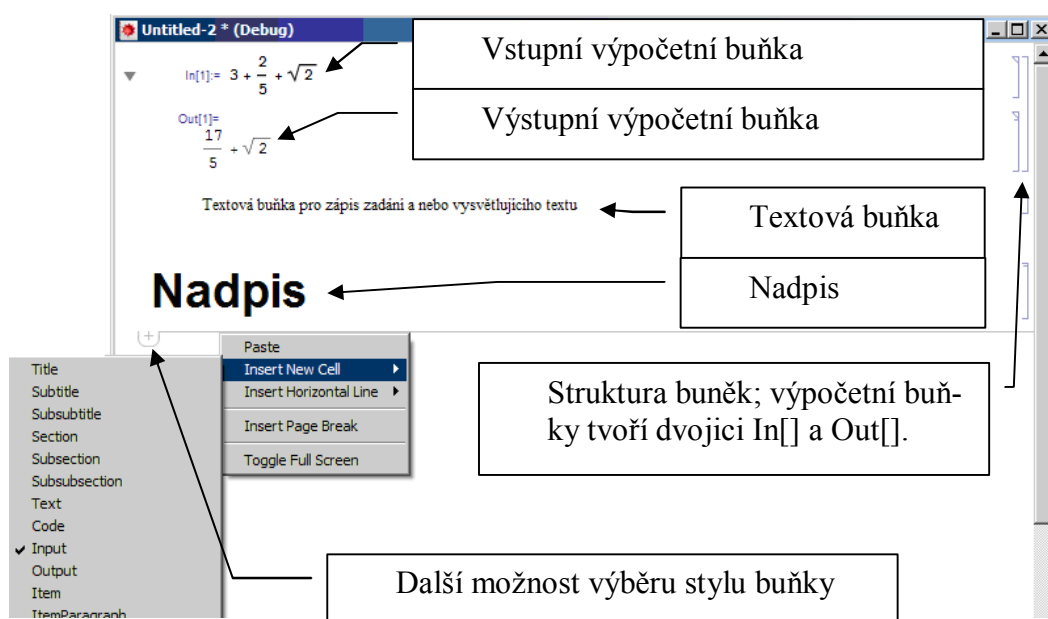 Untitled-2 * (Debug)
Vstupní výpočetní buňka
In[1]:= 3 + 2/5 + √2
Výstupní výpočetní buňka
Out[1]=
17/5 + √2
Textová buňka pro zápis zadání a nebo vysvětlujícího textu
Textová buňka
Nadpis
Nadpis
Struktura buněk; výpočetní buň-
ky tvoří dvojici In[] a Out[].
Paste
Insert New Cell
Insert Horizontal Line
Insert Page Break
Toggle Full Screen
Title
Subtitle
Subsubtitle
Section
Subsection
Subsubsection
Text
Code
Input
Output
Item
ItemParagraph
Další možnost výběru stylu buňky